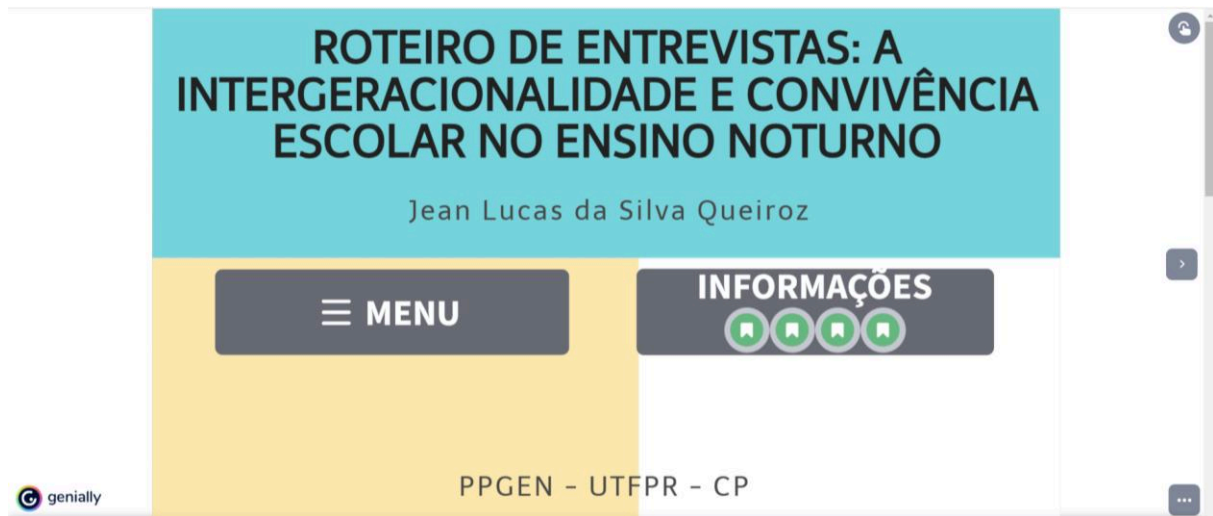 ROTEIRO DE ENTREVISTAS: A
INTERGERACIONALIDADE E CONVIVÊNCIA
ESCOLAR NO ENSINO NOTURNO
Jean Lucas da Silva Queiroz
MENU
INFORMAÇÕES
PPGEN – UTFPR – CP
genially